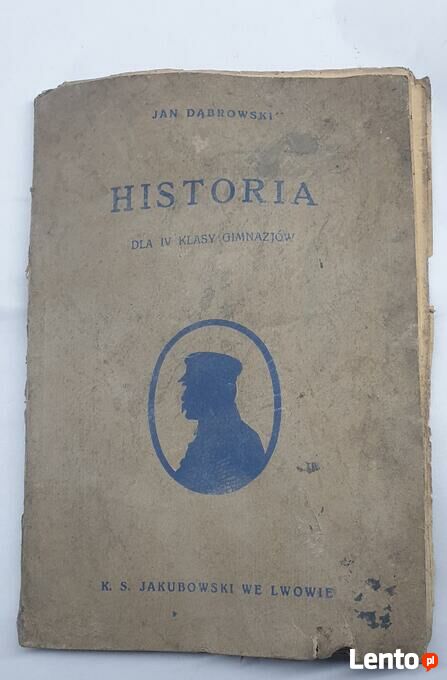 JAN DĄBROWSKI
HISTORIA
DLA IV KLASY GIMNAZJÓW
K. S. JAKUBOWSKI WE LWOWIE
Lento.pl